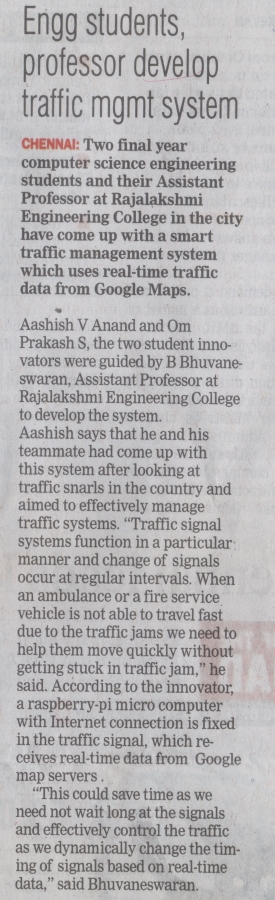 Engg students,
professor develop
traffic mgmt system
CHENNAI: Two final year
computer science engineering
students and their Assistant
Professor at Rajalakshmi
Engineering College in the city
have come up with a smart
traffic management system
which uses real-time traffic
data from Google Maps.
Aashish V Anand and Om
Prakash S, the two student inno-
vators were guided by B Bhuvane-
swaran, Assistant Professor at
Rajalakshmi Engineering College
to develop the system.
Aashish says that he and his
teammate had come up with
this system after looking at
traffic snarls in the country and
aimed to effectively manage
traffic systems. “Traffic signal
systems function in a particular
manner and change of signals
occur at regular intervals. When
an ambulance or a fire service
vehicle is not able to travel fast
due to the traffic jams we need to
help them move quickly without
getting stuck in traffic jam,” he
said. According to the innovator,
a raspberry-pi micro computer
with Internet connection is fixed
in the traffic signal, which re-
ceives real-time data from Google
map servers .
“This could save time as we
need not wait long at the signals
and effectively control the traffic
as we dynamically change the tim-
ing of signals based on real-time
data,” said Bhuvaneswaran.